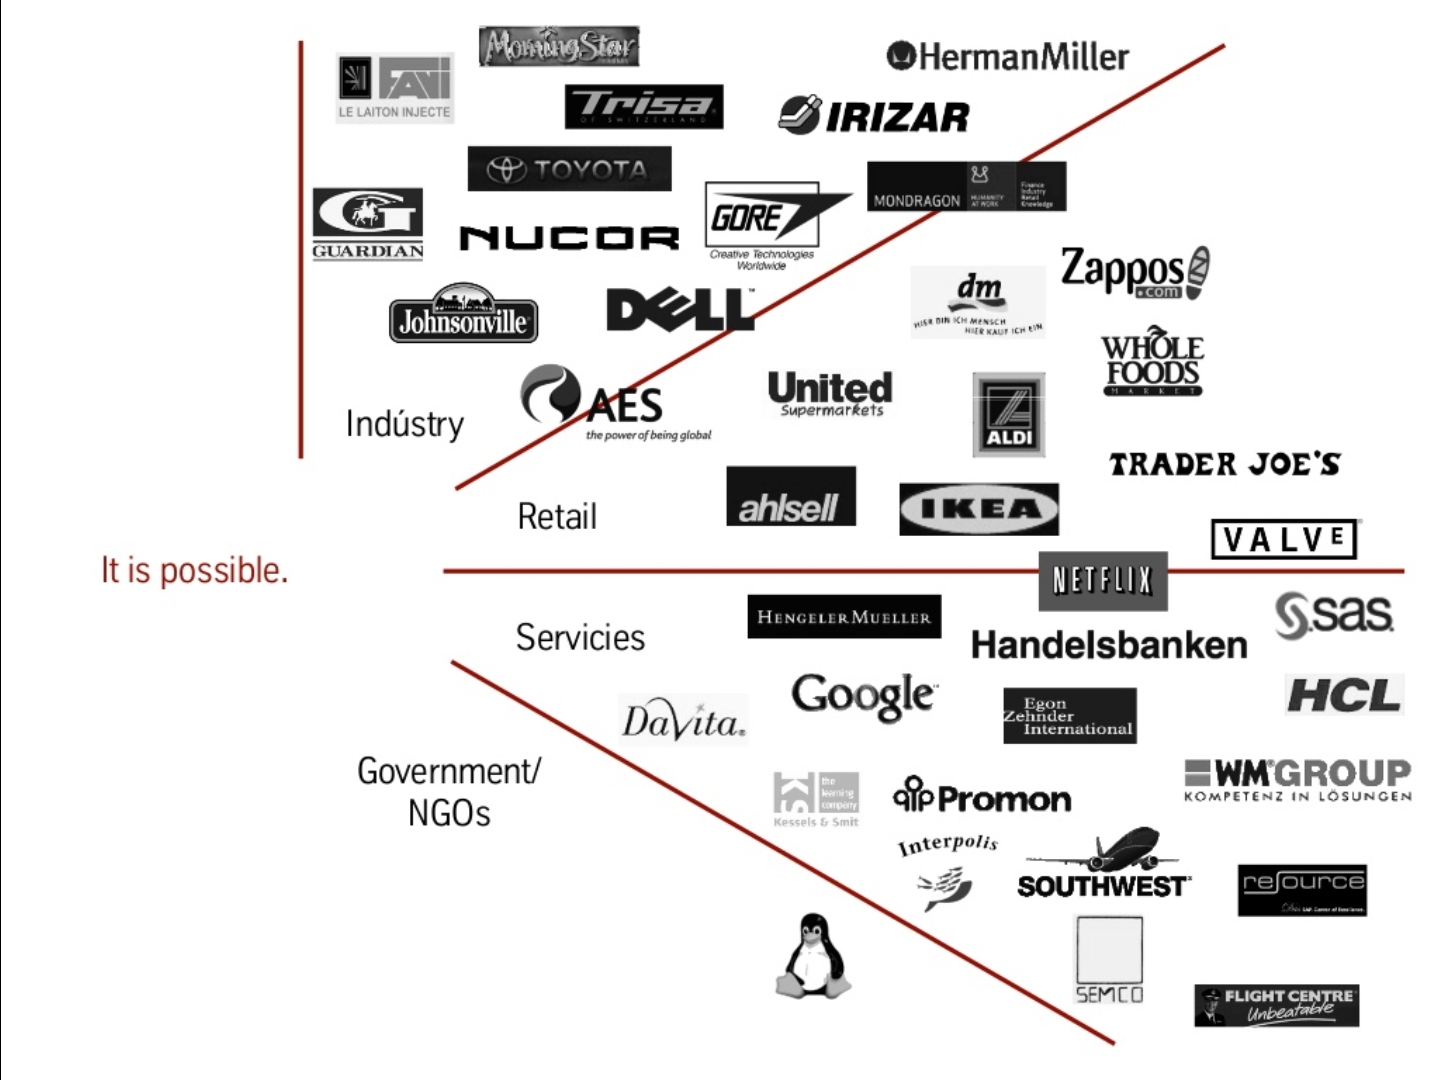 MorningStar
FAVI
LE LAITON INJECTE
Trisa
OF SWITZERLAND
HermanMiller
IRIZAR
TOYOTA
G
GUARDIAN
NUCOR
GORE
Creative Technologies
Worldwide
MONDRAGON
HUMANITY
AT WORK
Finance
Industry
Retail
Knowledge
Johnsonville
DELL
dm
HIER BIN ICH MENSCH
HIER KAUF ICH EIN
Zappos
.com
WHOLE
FOODS
MARKET
AES
the power of being global
United
Supermarkets
ALDI
Indústry
TRADER JOE'S
Retail
ahlsell
IKEA
VALVE
It is possible.
NETFLIX
Servicies
HENGELER MUELLER
Handelsbanken
sas
DaVita
Google
Egon
Zehnder
International
HCL
Government/
NGOs
KS
the
learning
company
Kessels & Smit
Promon
WM GROUP
KOMPETENZ IN LÖSUNGEN
Interpolis
SOUTHWEST
resource
SEMCO
FLIGHT CENTRE
Unbeatable